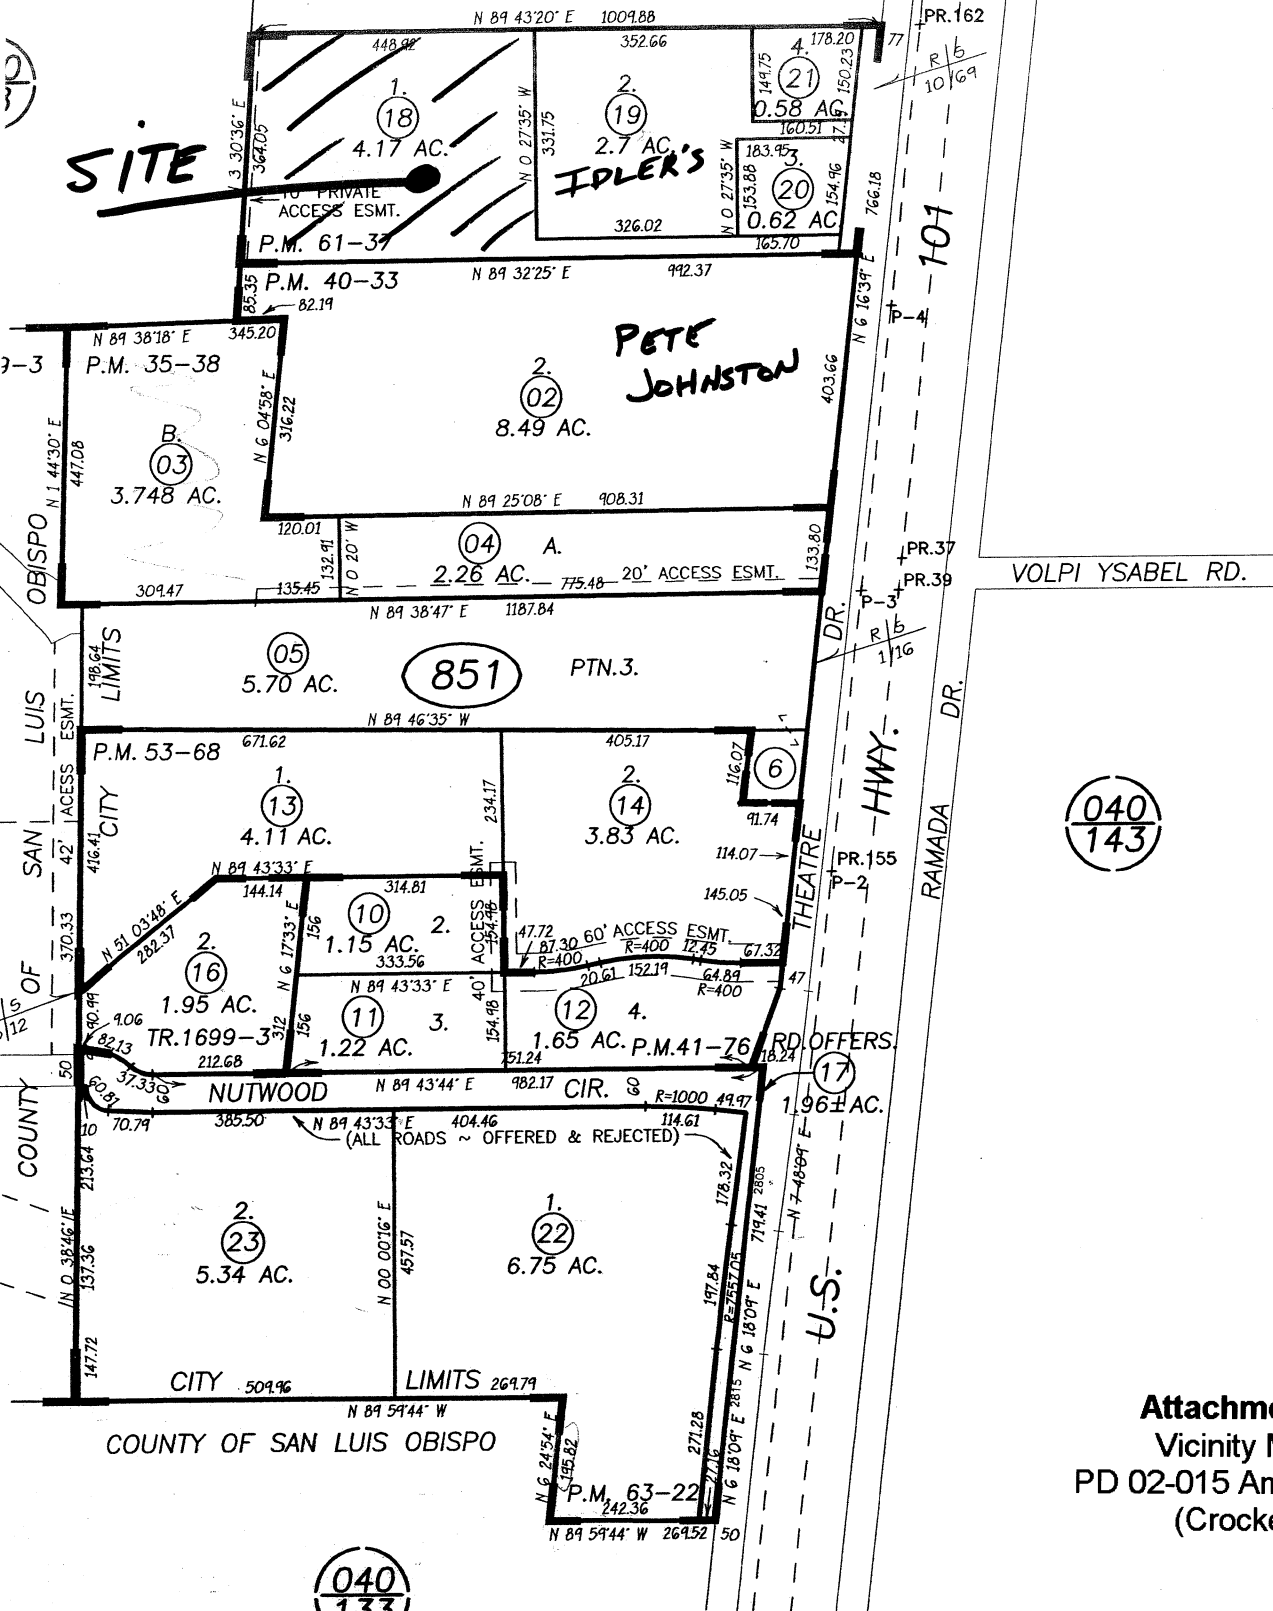 N 89 43'20" E 1009.88
PR.162
77
R 5
10/69
448.92
352.66
178.20
4.
21
149.75
150.23
0.58 AC.
160.51
1.
18
4.17 AC.
2.
19
2.7 AC.
IDLER'S
N 0 27'35" W
331.75
N 3 30'36" E
364.05
SITE
TO PRIVATE
ACCESS ESMT.
183.95
3.
20
0.62 AC.
N 0 27'35" W
153.88
154.96
766.18
326.02
165.70
P.M. 61-37
N 89 32'25" E 992.37
P.M. 40-33
85.35
82.19
101
N 6 16'39" E
P-4
N 89 38'18" E
345.20
9-3
P.M. 35-38
PETE
JOHNSTON
2.
02
8.49 AC.
403.66
N 6 04'58" E
316.22
B.
03
3.748 AC.
N 1 44'30" E
447.08
N 89 25'08" E 908.31
120.01
132.91
N 0 20' W
04
A.
2.26 AC.
775.48
20' ACCESS ESMT.
133.80
PR.37
PR.39
P-3
VOLPI YSABEL RD.
OBISPO
309.47
135.45
N 89 38'47" E 1187.84
198.64
LIMITS
05
5.70 AC.
851
PTN.3.
DR.
R 5
1/16
N 89 46'35" W
P.M. 53-68
671.62
405.17
116.07
6
91.74
DR.
HWY.
LUIS
42' ACESS ESMT.
CITY
1.
13
4.11 AC.
234.17
2.
14
3.83 AC.
114.07
145.05
THEATRE
PR.155
P-2
RAMADA
040
143
SAN
416.41
370.33
N 89 43'33" E
144.14
314.81
N 51 03'48" E
282.37
N 6 17'33" E
156
10
2.
1.15 AC.
333.56
40' ACCESS ESMT.
154.98
47.72
87.30
60' ACCESS ESMT.
R=400
R=400
12.45
67.32
20.61
152.19
64.89
R=400
47
2.
16
1.95 AC.
TR.1699-3
N 89 43'33" E
11
3.
1.22 AC.
312
156
154.98
12
4.
1.65 AC.
P.M.41-76
RD.OFFERS.
OF
S
12
90.99
9.06
82.13
37.33
60
212.68
751.24
18.24
17
1.96± AC.
50
60.81
NUTWOOD
N 89 43'44" E 982.17
CIR.
60
R=1000 49.97
10
70.79
385.50
N 89 43'33" E
404.46
114.61
(ALL ROADS ~ OFFERED & REJECTED)
COUNTY
213.64
N 0 38'46" E
137.36
147.72
2.
23
5.34 AC.
N 00 00'16" E
457.57
1.
22
6.75 AC.
178.32
197.84
271.28
R=7557.05
719.41
2805
N 7 48'09" E
N 6 18'09" E
U.S.
CITY 509.96
LIMITS 269.79
N 89 59'44" W
COUNTY OF SAN LUIS OBISPO
N 6 24'54" E
195.82
P.M. 63-22
242.36
27.16
N 6 18'09" E 2815
N 89 59'44" W 269.52 50
Attachme
Vicinity
PD 02-015 Am
(Crocke
040
133